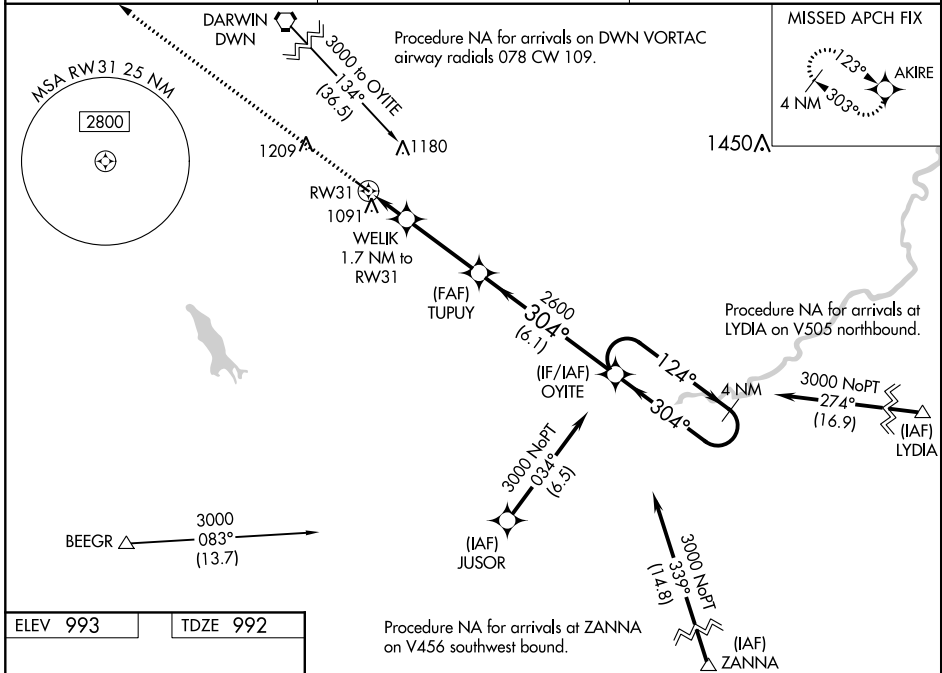 DARWIN
DWN
3000 to OYITE
134°
(36.5)
Procedure NA for arrivals on DWN VORTAC
airway radials 078 CW 109.
MISSED APCH FIX
123°
AKIRE
4 NM
303°
MSA RW31 25 NM
2800
1209
1180
1450
RW31
1091
WELIK
1.7 NM to
RW31
(FAF)
TUPUY
2600
304°
(6.1)
Procedure NA for arrivals at
LYDIA on V505 northbound.
(IF/IAF)
OYITE
124°
4 NM
304°
3000 NoPT
274°
(16.9)
(IAF)
LYDIA
3000 NoPT
034°
(6.5)
(IAF)
JUSOR
BEEGR
3000
083°
(13.7)
3000 NoPT
339°
(14.8)
(IAF)
ZANNA
ELEV 993
TDZE 992
Procedure NA for arrivals at ZANNA
on V456 southwest bound.